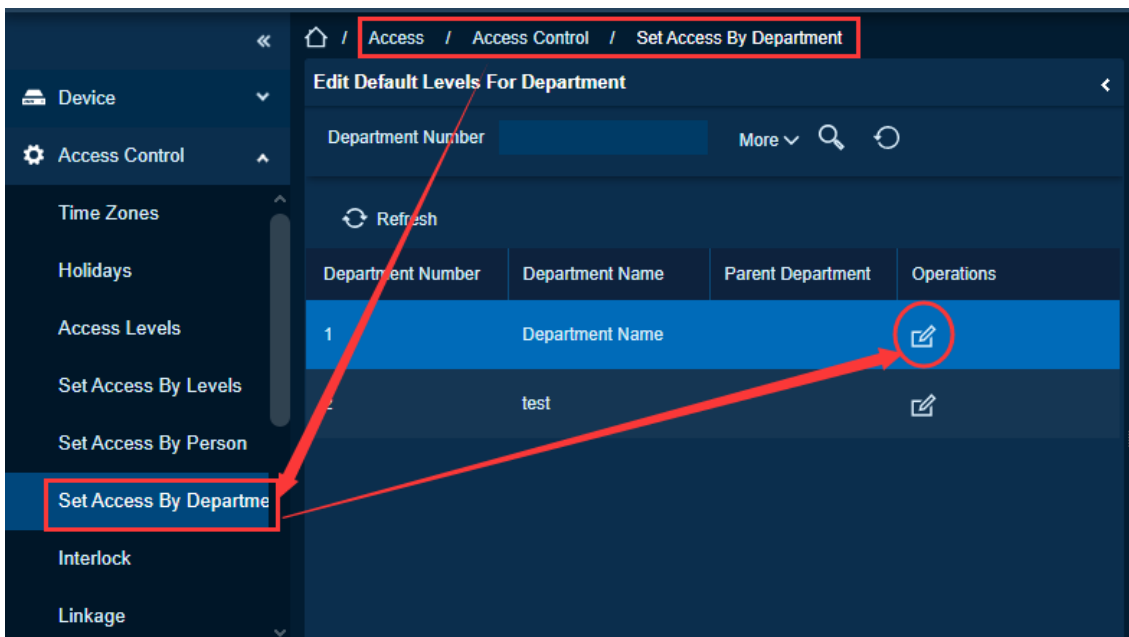 «
/ Access / Access Control / Set Access By Department
Device
Access Control
Time Zones
Holidays
Access Levels
Set Access By Levels
Set Access By Person
Set Access By Departme
Interlock
Linkage
Edit Default Levels For Department
Department Number More
Refresh
Department Number Department Name Parent Department Operations
1 Department Name
2 test